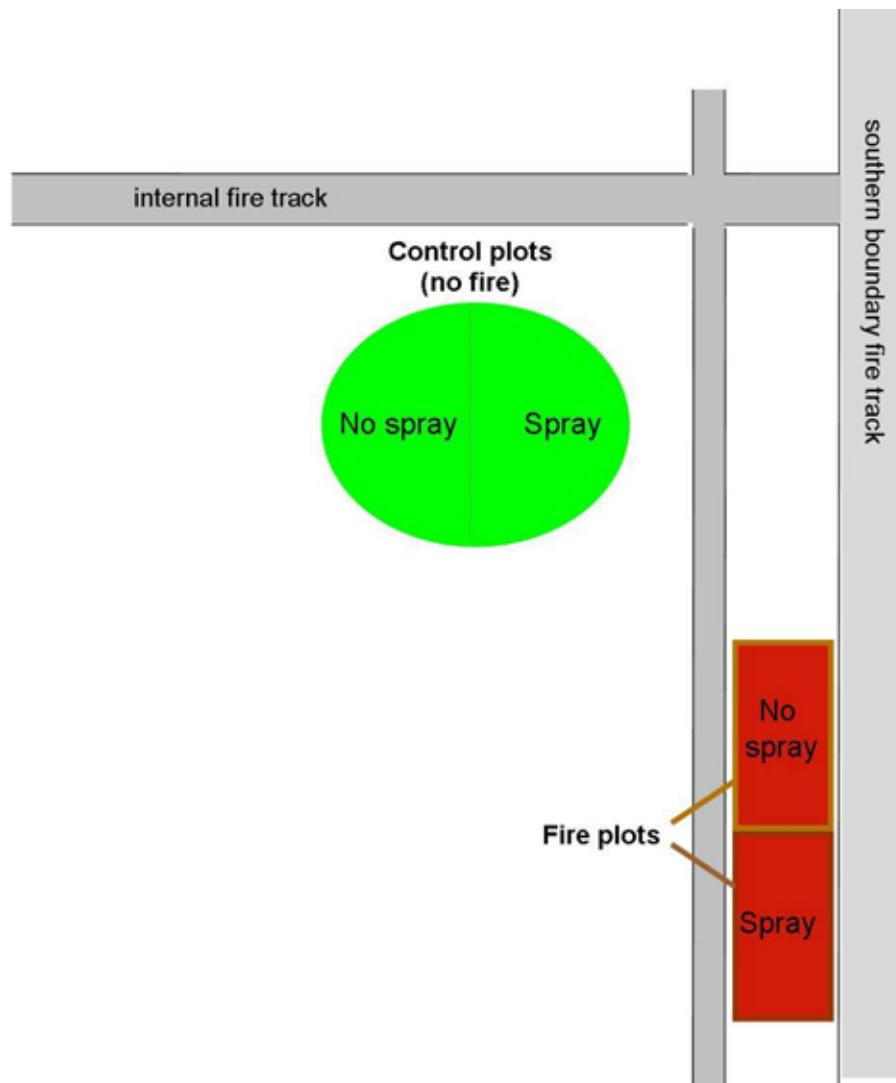 internal fire track
southern boundary fire track
Control plots
(no fire)
No spray
Spray
No
spray
Fire plots
Spray